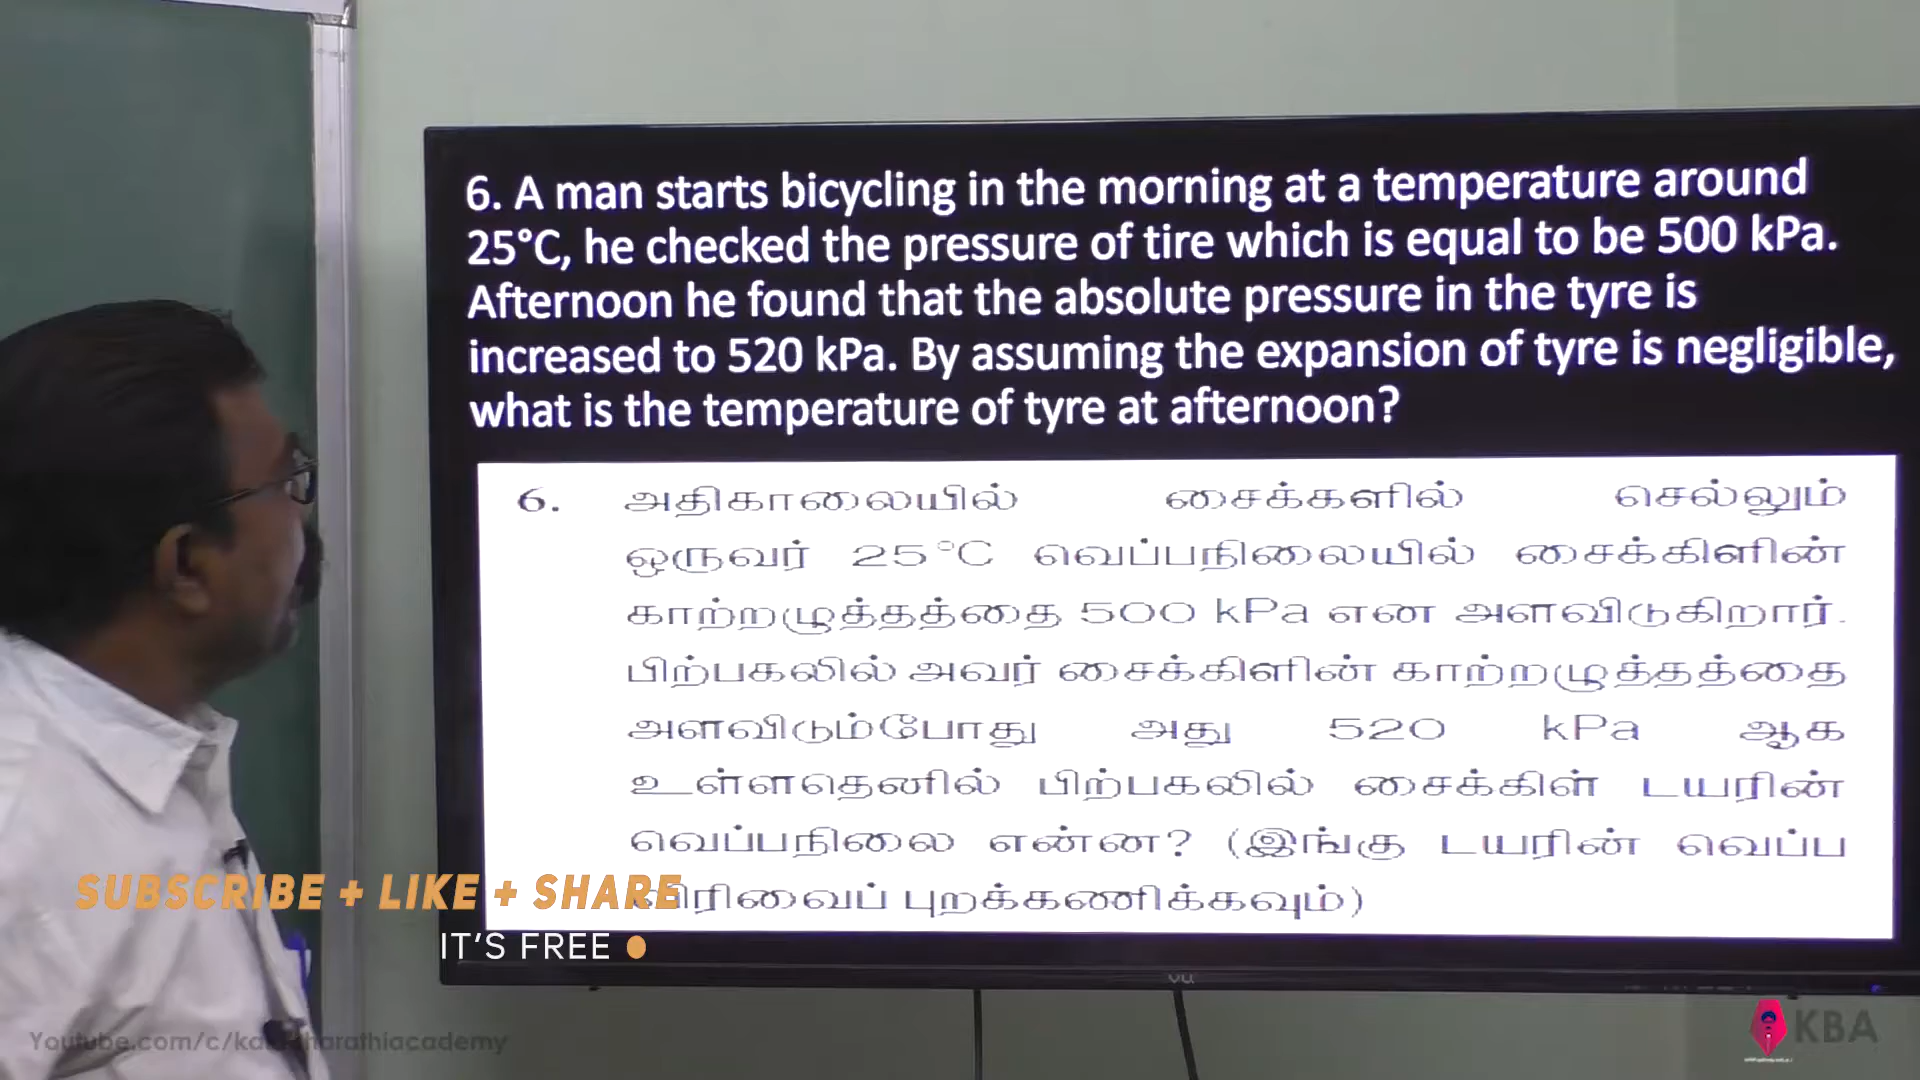 6. A man starts bicycling in the morning at a temperature around
25°C, he checked the pressure of tire which is equal to be 500 kPa.
Afternoon he found that the absolute pressure in the tyre is
increased to 520 kPa. By assuming the expansion of tyre is negligible,
what is the temperature of tyre at afternoon?
6. அதிகாலையில் சைக்களில் செல்லும்
ஒருவர் 25°C வெப்பநிலையில் சைக்கிளின்
காற்றழுத்தத்தை 500 kPa என அளவிடுகிறார்.
பிற்பகலில் அவர் சைக்கிளின் காற்றழுத்தத்தை
அளவிடும்போது அது 520 kPa ஆக
உள்ளதெனில் பிற்பகலில் சைக்கிள் டயரின்
வெப்பநிலை என்ன? (இங்கு டயரின் வெப்ப
புறக்கணிக்கவும்)
SUBSCRIBE + LIKE + SHARE
IT'S FREE
vu
KBA